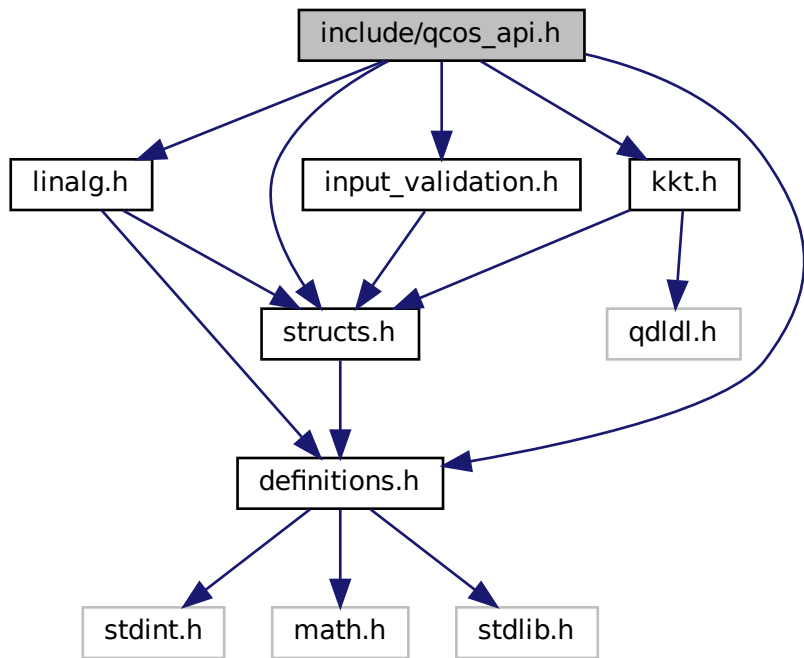 include/qcos_api.h
linalg.h
input_validation.h
kkt.h
structs.h
qdldl.h
definitions.h
stdint.h
math.h
stdlib.h